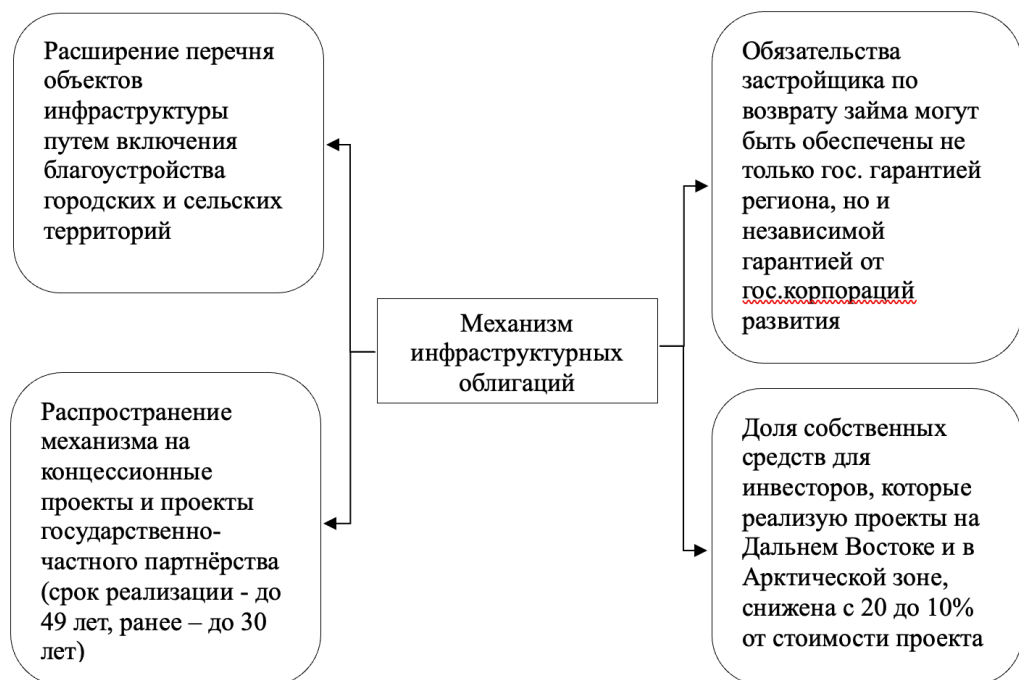 Расширение перечня
объектов
инфраструктуры
путем включения
благоустройства
городских и сельских
территорий
Обязательства
застройщика по
возврату займа могут
быть обеспечены не
только гос. гарантией
региона, но и
независимой
гарантией от
гос.корпораций
развития
Механизм
инфраструктурных
облигаций
Распространение
механизма на
концессионные
проекты и проекты
государственно-
частного партнёрства
(срок реализации - до
49 лет, ранее – до 30
лет)
Доля собственных
средств для
инвесторов, которые
реализую проекты на
Дальнем Востоке и в
Арктической зоне,
снижена с 20 до 10%
от стоимости проекта